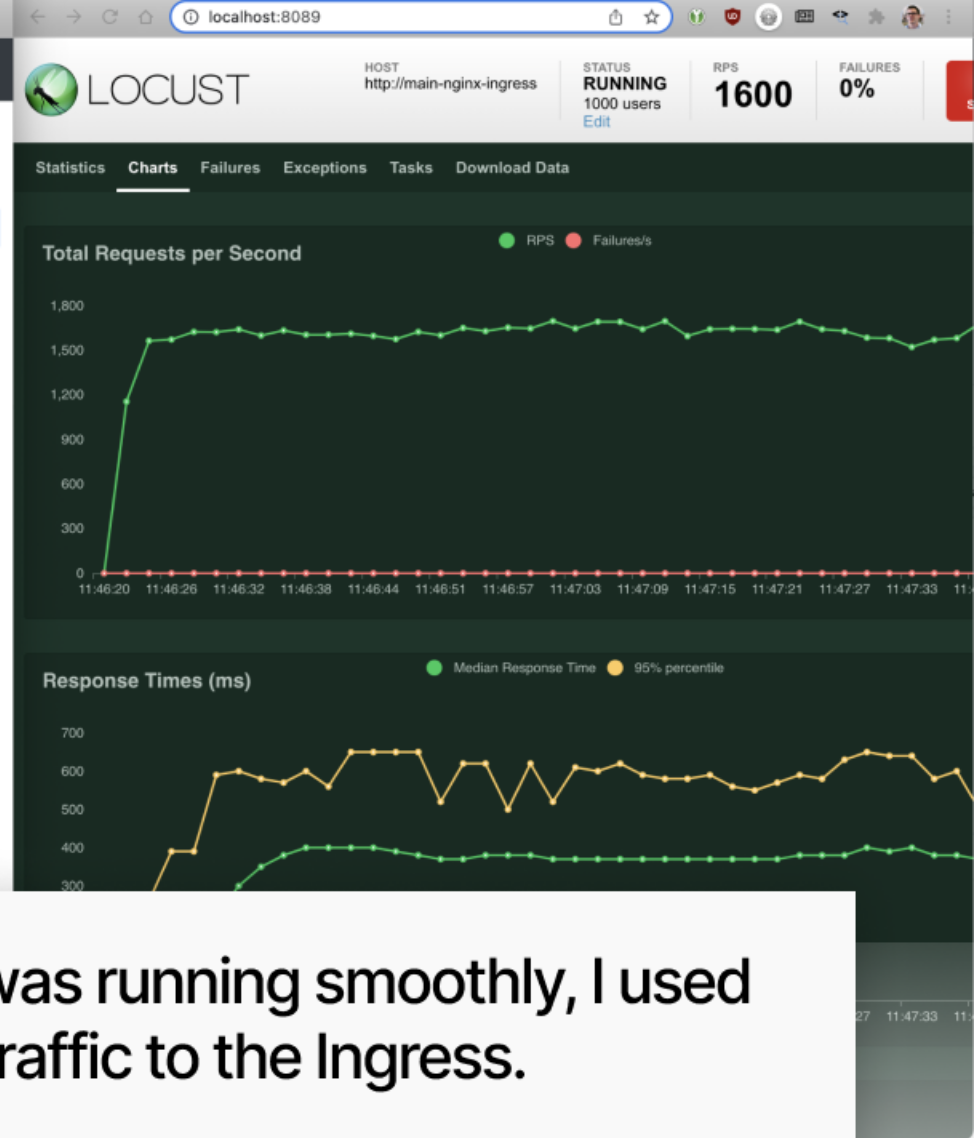 localhost:8089
LOCUST
HOST
http://main-nginx-ingress
STATUS
RUNNING
1000 users
Edit
RPS
1600
FAILURES
0%
Statistics Charts Failures Exceptions Tasks Download Data
Total Requests per Second
RPS Failures/s
1,800
1,500
1,200
900
600
300
0
11:46:20 11:46:26 11:46:32 11:46:38 11:46:44 11:46:51 11:46:57 11:47:03 11:47:09 11:47:15 11:47:21 11:47:27 11:47:33 11:
Response Times (ms)
Median Response Time 95% percentile
700
600
500
400
300
27 11:47:33 11:
was running smoothly, I used
raffic to the Ingress.